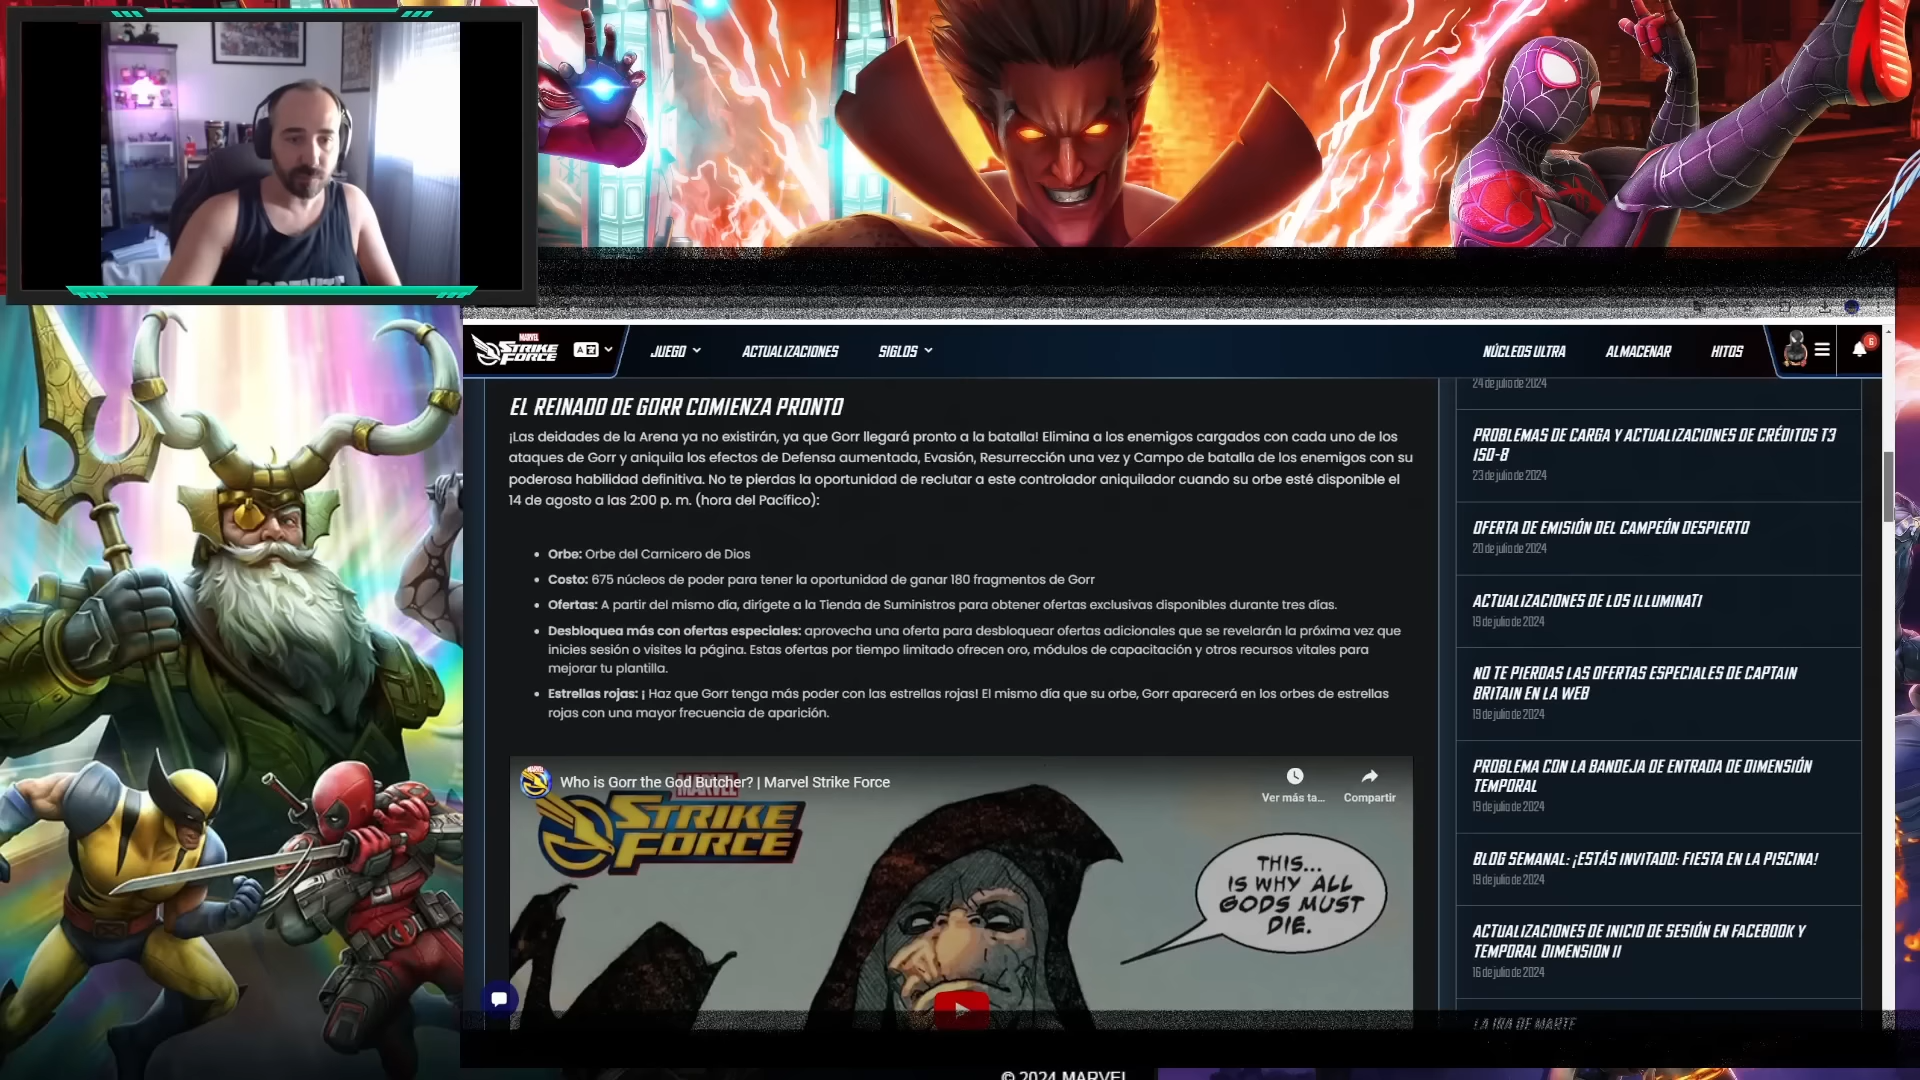 MARVEL
STRIKE
FORCE
JUEGO
ACTUALIZACIONES
SIGLOS
NÚCLEOS ULTRA
ALMACENAR
HITOS
6
EL REINADO DE GORR COMIENZA PRONTO
¡Las deidades de la Arena ya no existirán, ya que Gorr llegará pronto a la batalla! Elimina a los enemigos cargados con cada uno de los
ataques de Gorr y aniquila los efectos de Defensa aumentada, Evasión, Resurrección una vez y Campo de batalla de los enemigos con su
poderosa habilidad definitiva. No te pierdas la oportunidad de reclutar a este controlador aniquilador cuando su orbe esté disponible el
14 de agosto a las 2:00 p. m. (hora del Pacífico):
• Orbe: Orbe del Carnicero de Dios
• Costo: 675 núcleos de poder para tener la oportunidad de ganar 180 fragmentos de Gorr
• Ofertas: A partir del mismo día, dirígete a la Tienda de Suministros para obtener ofertas exclusivas disponibles durante tres días.
• Desbloquea más con ofertas especiales: aprovecha una oferta para desbloquear ofertas adicionales que se revelarán la próxima vez que
inicies sesión o visites la página. Estas ofertas por tiempo limitado ofrecen oro, módulos de capacitación y otros recursos vitales para
mejorar tu plantilla.
• Estrellas rojas: ¡ Haz que Gorr tenga más poder con las estrellas rojas! El mismo día que su orbe, Gorr aparecerá en los orbes de estrellas
rojas con una mayor frecuencia de aparición.
Who is Gorr the God Butcher? | Marvel Strike Force
Ver más ta...
Compartir
MARVEL
STRIKE
FORCE
THIS...
IS WHY ALL
GODS MUST
DIE.
24 de julio de 2024
PROBLEMAS DE CARGA Y ACTUALIZACIONES DE CRÉDITOS T3
ISO-8
23 de julio de 2024
OFERTA DE EMISIÓN DEL CAMPEÓN DESPIERTO
20 de julio de 2024
ACTUALIZACIONES DE LOS ILLUMINATI
19 de julio de 2024
NO TE PIERDAS LAS OFERTAS ESPECIALES DE CAPTAIN
BRITAIN EN LA WEB
19 de julio de 2024
PROBLEMA CON LA BANDEJA DE ENTRADA DE DIMENSIÓN
TEMPORAL
19 de julio de 2024
BLOG SEMANAL: ¡ESTÁS INVITADO: FIESTA EN LA PISCINA!
19 de julio de 2024
ACTUALIZACIONES DE INICIO DE SESIÓN EN FACEBOOK Y
TEMPORAL DIMENSION II
16 de julio de 2024
LA IRA DE MARTE
© 2024 MARVEL